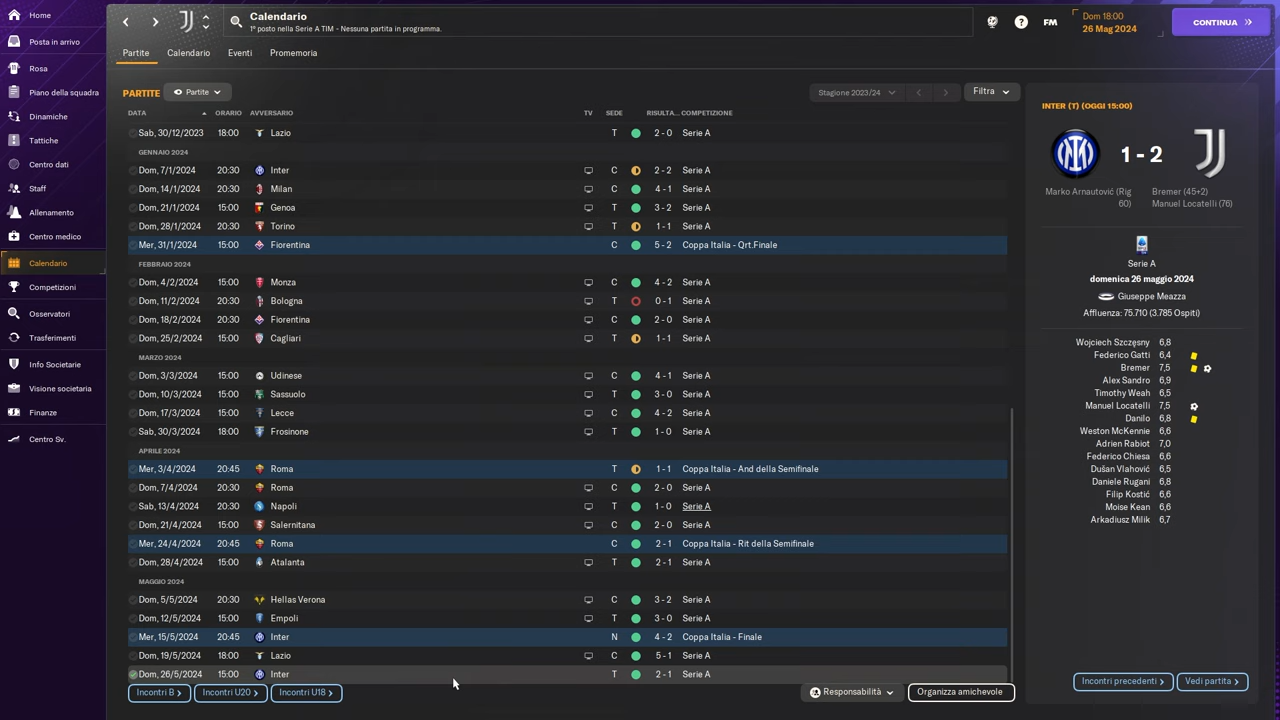 Home
Posta in arrivo
Rosa
Piano della squadra
Dinamiche
Tattiche
Centro dati
Staff
Allenamento
Centro medico
Calendario
Competizioni
Osservatori
Trasferimenti
Info Societarie
Visione societaria
Finanze
Centro Sv.
Calendario
1º posto nella Serie A TIM - Nessuna partita in programma.
? FM
Dom 18:00
26 Mag 2024
CONTINUA
Partite Calendario Eventi Promemoria
PARTITE Partite Stagione 2023/24 Filtra
DATA ORARIO AVVERSARIO TV SEDE RISULTA... COMPETIZIONE
Sab, 30/12/2023 18:00 Lazio T 2 - 0 Serie A
GENNAIO 2024
Dom, 7/1/2024 20:30 Inter C 2 - 2 Serie A
Dom, 14/1/2024 20:30 Milan C 4 - 1 Serie A
Dom, 21/1/2024 15:00 Genoa T 3 - 2 Serie A
Dom, 28/1/2024 20:30 Torino T 1 - 1 Serie A
Mer, 31/1/2024 15:00 Fiorentina C 5 - 2 Coppa Italia - Qrt.Finale
FEBBRAIO 2024
Dom, 4/2/2024 15:00 Monza C 4 - 2 Serie A
Dom, 11/2/2024 20:30 Bologna T 0 - 1 Serie A
Dom, 18/2/2024 20:30 Fiorentina C 2 - 0 Serie A
Dom, 25/2/2024 15:00 Cagliari T 1 - 1 Serie A
MARZO 2024
Dom, 3/3/2024 15:00 Udinese C 4 - 1 Serie A
Dom, 10/3/2024 15:00 Sassuolo T 3 - 0 Serie A
Dom, 17/3/2024 15:00 Lecce C 4 - 2 Serie A
Sab, 30/3/2024 18:00 Frosinone T 1 - 0 Serie A
APRILE 2024
Mer, 3/4/2024 20:45 Roma T 1 - 1 Coppa Italia - And della Semifinale
Dom, 7/4/2024 20:30 Roma C 2 - 0 Serie A
Sab, 13/4/2024 20:30 Napoli T 1 - 0 Serie A
Dom, 21/4/2024 15:00 Salernitana C 2 - 0 Serie A
Mer, 24/4/2024 20:45 Roma C 2 - 1 Coppa Italia - Rit della Semifinale
Dom, 28/4/2024 15:00 Atalanta T 2 - 1 Serie A
MAGGIO 2024
Dom, 5/5/2024 20:30 Hellas Verona C 3 - 2 Serie A
Dom, 12/5/2024 15:00 Empoli T 3 - 0 Serie A
Mer, 15/5/2024 20:45 Inter N 4 - 2 Coppa Italia - Finale
Dom, 19/5/2024 18:00 Lazio C 5 - 1 Serie A
Dom, 26/5/2024 15:00 Inter T 2 - 1 Serie A
Incontri B Incontri U20 Incontri U18 Responsabilità Organizza amichevole
INTER (T) (OGGI 15:00)
1 - 2
Marko Arnautović (Rig 60)
Bremer (45+2)
Manuel Locatelli (76)
Serie A
domenica 26 maggio 2024
Giuseppe Meazza
Affluenza: 75.710 (3.785 Ospiti)
Wojciech Szczęsny 6,8
Federico Gatti 6,4
Bremer 7,5
Alex Sandro 6,9
Timothy Weah 6,5
Manuel Locatelli 7,5
Danilo 6,8
Weston McKennie 6,6
Adrien Rabiot 7,0
Federico Chiesa 6,6
Dušan Vlahović 6,5
Daniele Rugani 6,8
Filip Kostić 6,6
Moise Kean 6,6
Arkadiusz Milik 6,7
Incontri precedenti Vedi partita